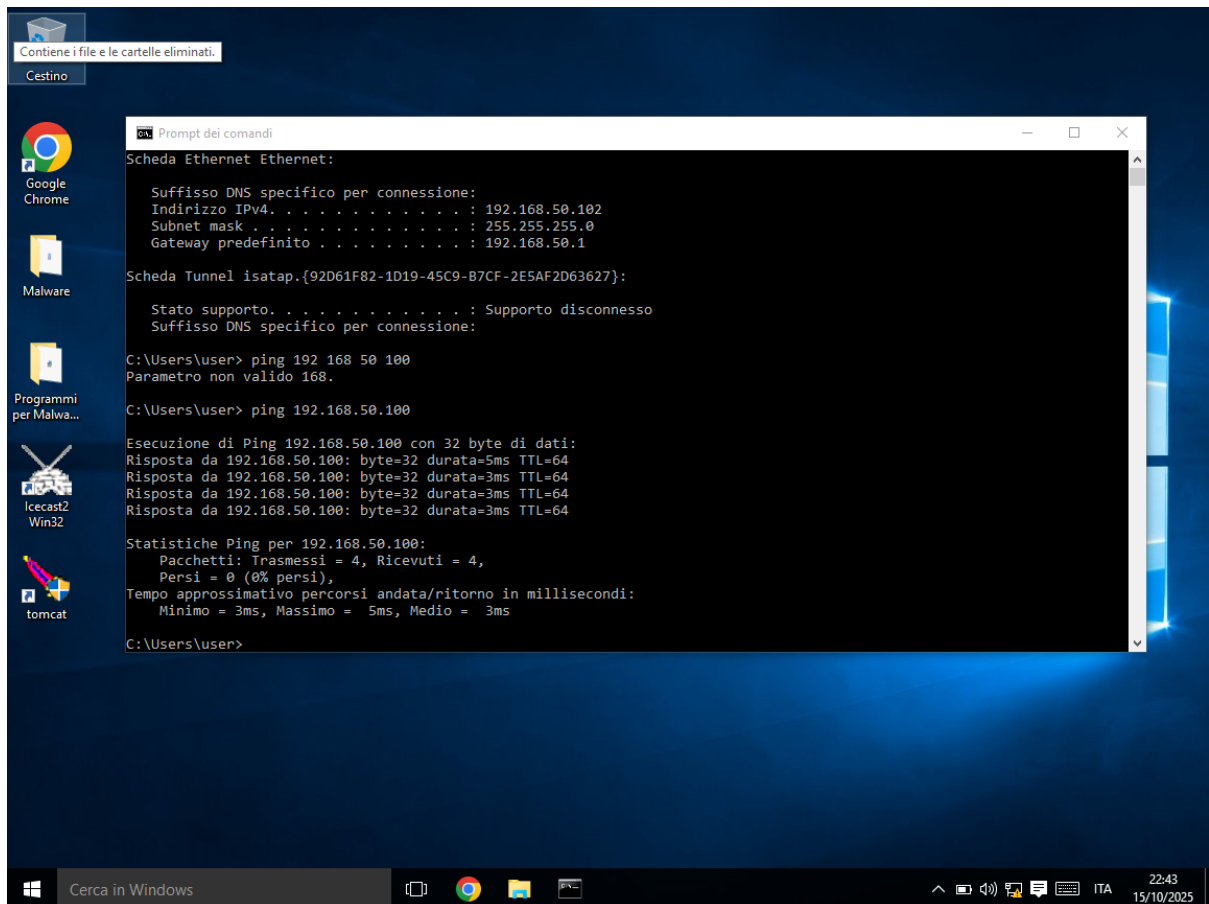 Contiene i file e le cartelle eliminati.
Cestino
Google
Chrome
Malware
Programmi
per Malwa...
Icecast2
Win32
tomcat
Prompt dei comandi
Scheda Ethernet Ethernet:
Suffisso DNS specifico per connessione:
Indirizzo IPv4. . . . . . . . . . . . : 192.168.50.102
Subnet mask . . . . . . . . . . . . . : 255.255.255.0
Gateway predefinito . . . . . . . . . : 192.168.50.1
Scheda Tunnel isatap.{92D61F82-1D19-45C9-B7CF-2E5AF2D63627}:
Stato supporto. . . . . . . . . . . . : Supporto disconnesso
Suffisso DNS specifico per connessione:
C:\Users\user> ping 192 168 50 100
Parametro non valido 168.
C:\Users\user> ping 192.168.50.100
Esecuzione di Ping 192.168.50.100 con 32 byte di dati:
Risposta da 192.168.50.100: byte=32 durata=5ms TTL=64
Risposta da 192.168.50.100: byte=32 durata=3ms TTL=64
Risposta da 192.168.50.100: byte=32 durata=3ms TTL=64
Risposta da 192.168.50.100: byte=32 durata=3ms TTL=64
Statistiche Ping per 192.168.50.100:
Pacchetti: Trasmessi = 4, Ricevuti = 4,
Persi = 0 (0% persi),
Tempo approssimativo percorsi andata/ritorno in millisecondi:
Minimo = 3ms, Massimo =  5ms, Medio =  3ms
C:\Users\user>
Cerca in Windows
ITA
22:43
15/10/2025